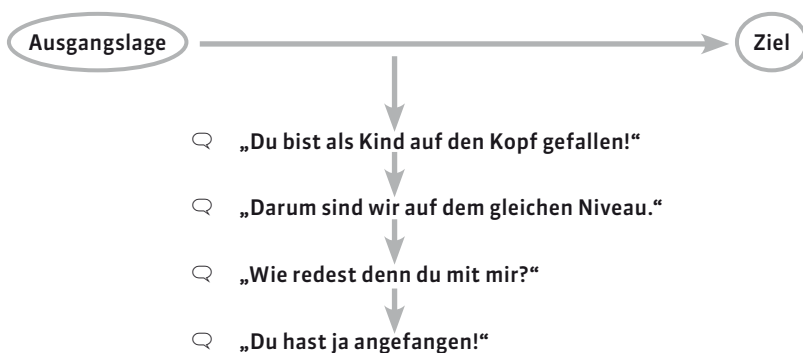 Ausgangslage Ziel
„Du bist als Kind auf den Kopf gefallen!“
„Darum sind wir auf dem gleichen Niveau.“
„Wie redest denn du mit mir?“
„Du hast ja angefangen!“